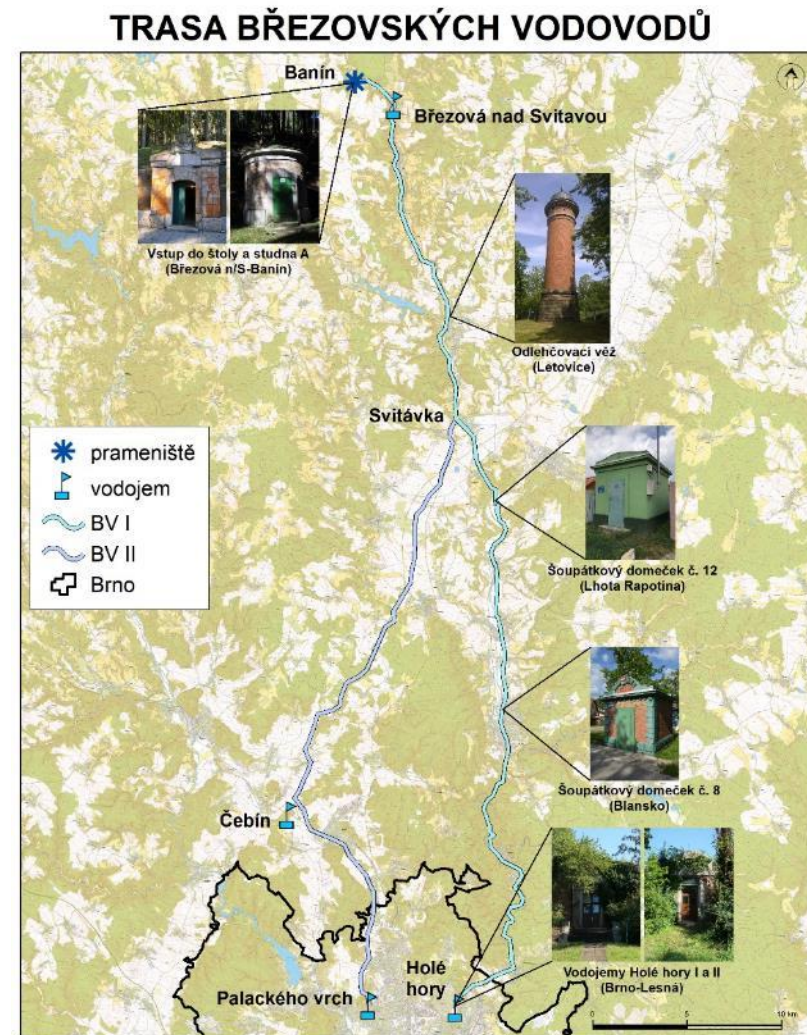 TRASA BŘEZOVSKÝCH VODOVODŮ
Banín
Březová nad Svitavou
Vstup do štoly a studna A
(Březová n/S-Banín)
Odlehčovací věž
(Letovice)
Svitávka
prameniště
vodojem
BV I
BV II
Brno
Šoupátkový domeček č. 12
(Lhota Rapotina)
Šoupátkový domeček č. 8
(Blansko)
Čebín
Holé
hory
Palackého vrch
Vodojemy Holé hory I a II
(Brno-Lesná)
0 5 10 km